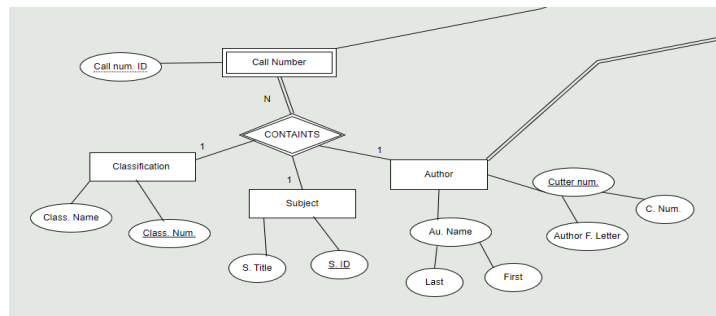 Call Number
Call num. ID
N
CONTAINTS
1
1
Classification
Author
1
Cutter num.
Class. Name
Subject
C. Num.
Class. Num.
Au. Name
Author F. Letter
S. Title
S. ID
Last
First